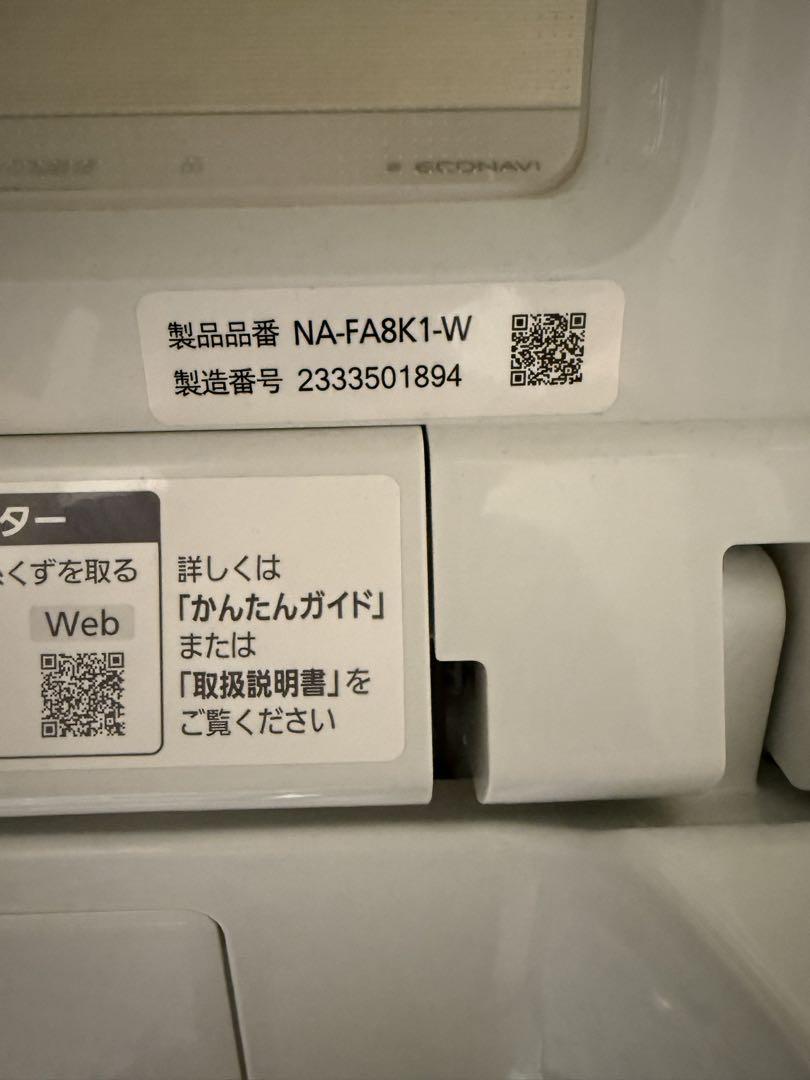 ECONAVI
製品品番 NA-FA8K1-W
製造番号 2333501894
ター
くずを取る
Web
詳しくは
「かんたんガイド」
または
「取扱説明書」を
ご覧ください